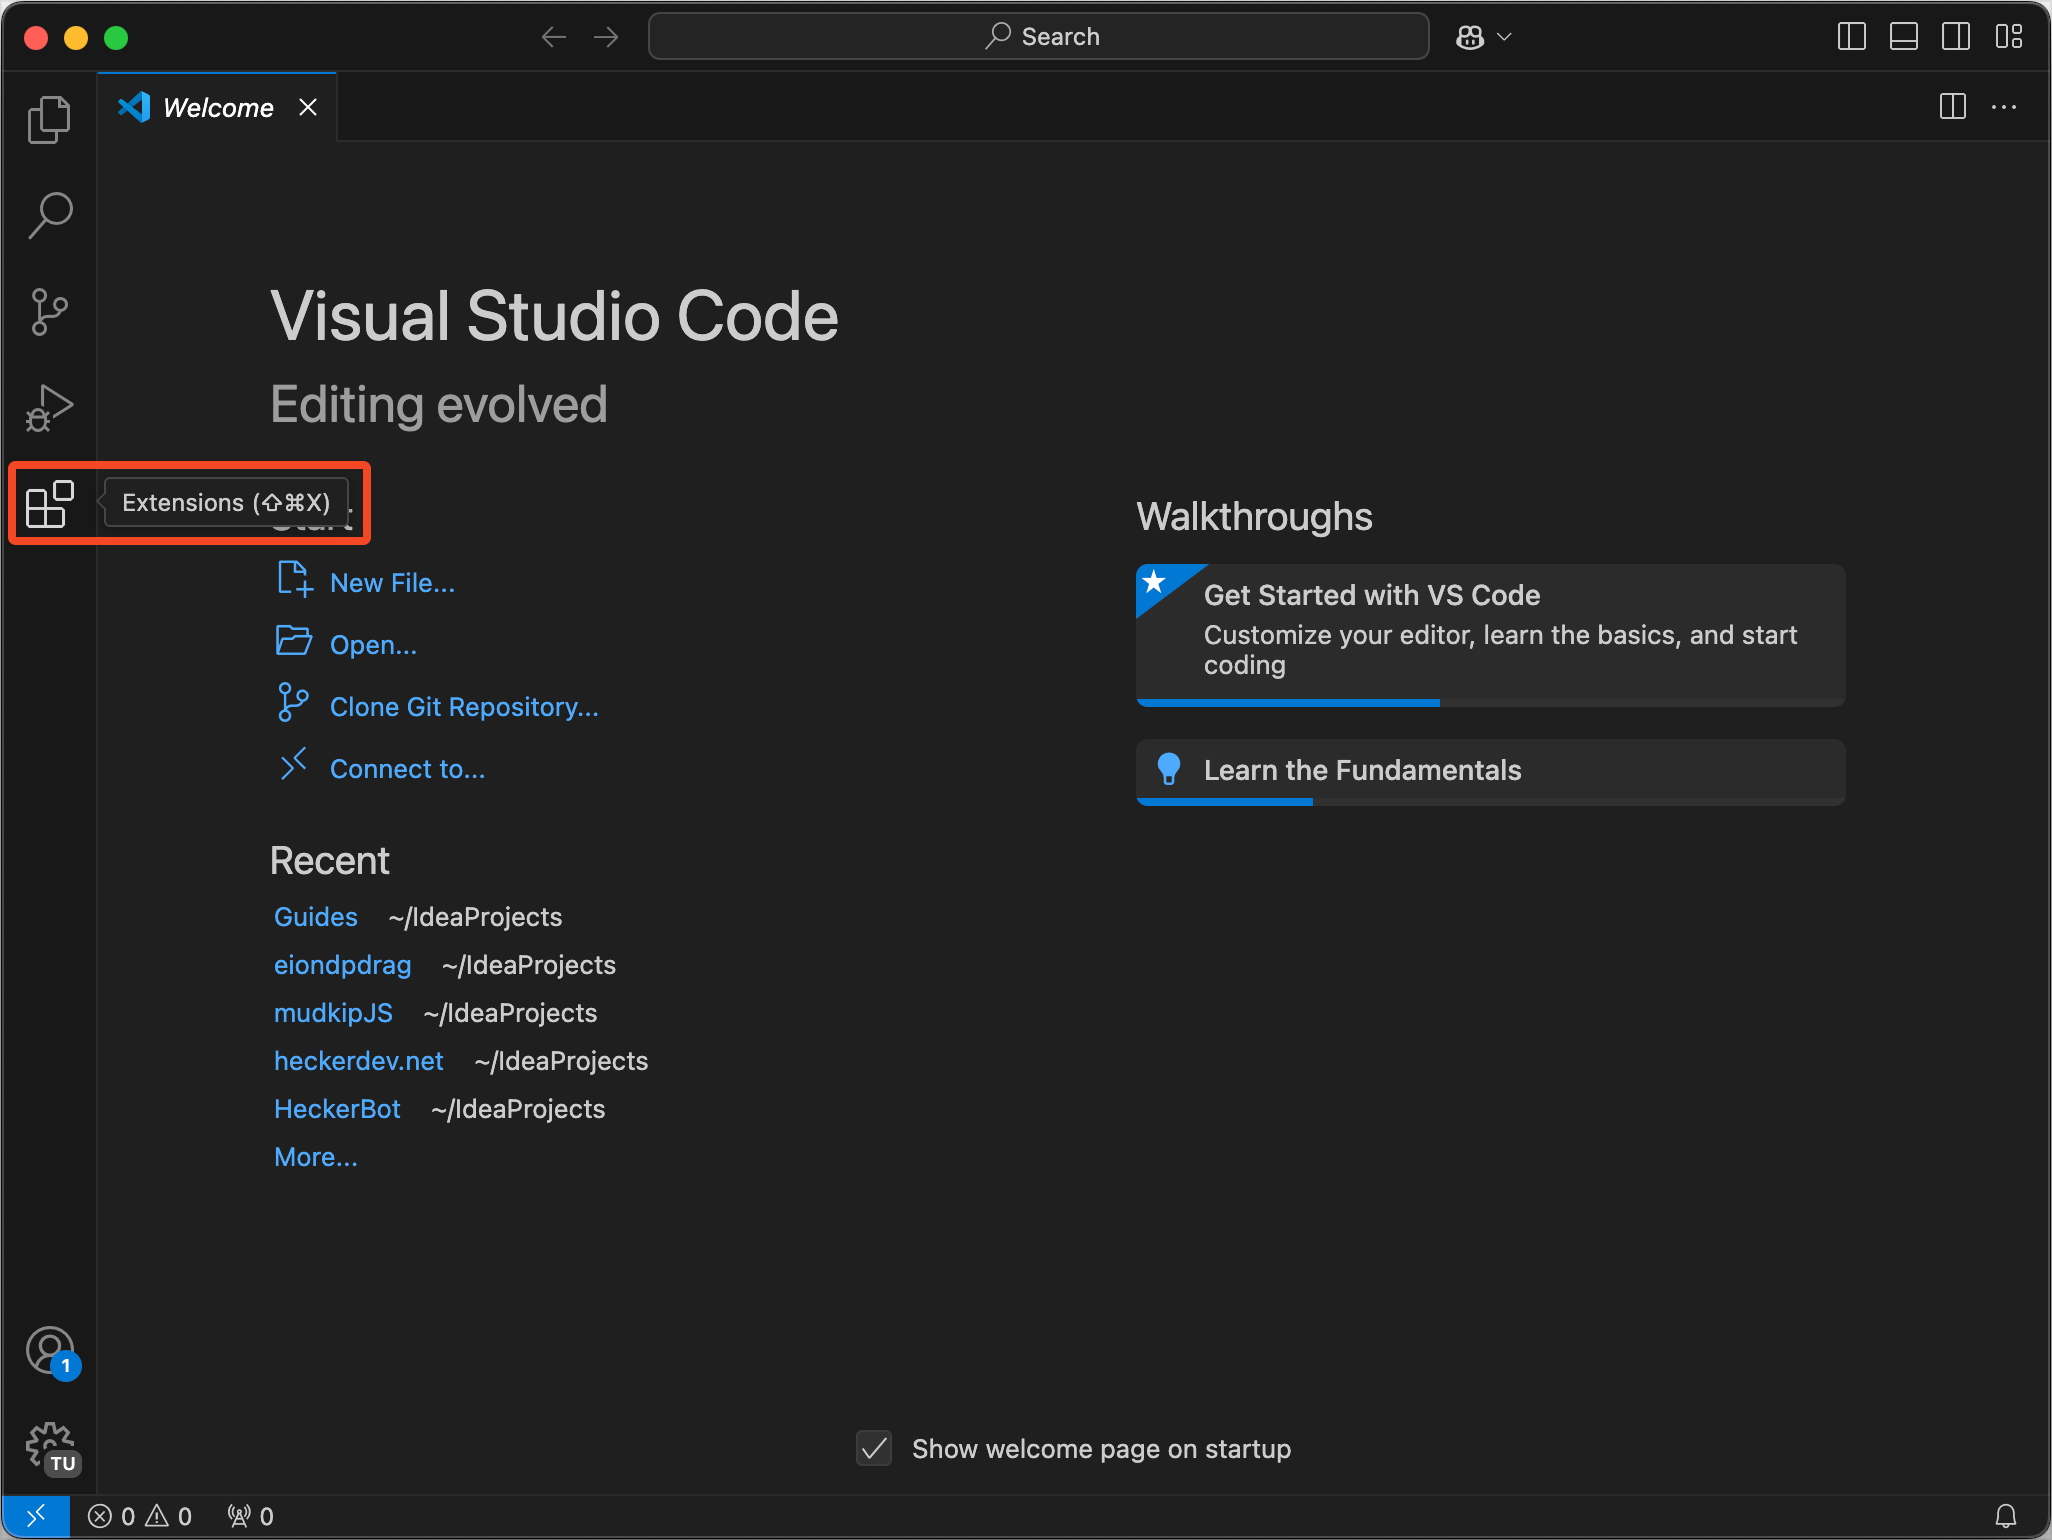 Search
Welcome
Visual Studio Code
Editing evolved
Extensions (⇧⌘X)
New File...
Open...
Clone Git Repository...
Connect to...
Recent
Guides ~/IdeaProjects
eiondpdrag ~/IdeaProjects
mudkipJS ~/IdeaProjects
heckerdev.net ~/IdeaProjects
HeckerBot ~/IdeaProjects
More...
Walkthroughs
Get Started with VS Code
Customize your editor, learn the basics, and start
coding
Learn the Fundamentals
1
TU
Show welcome page on startup
0 0 0